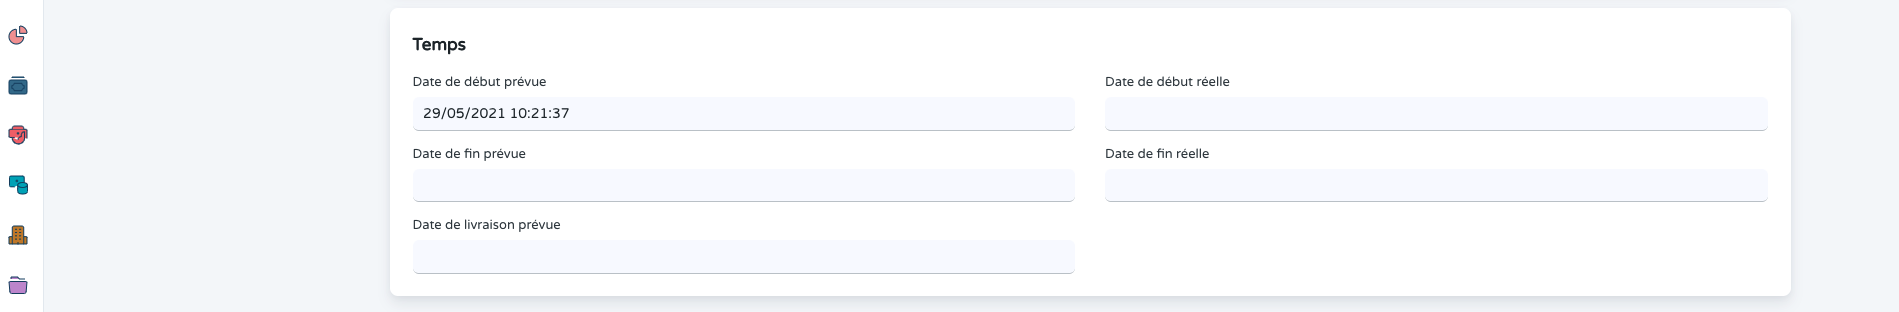 Temps
Date de début prévue
Date de début réelle
29/05/2021 10:21:37
Date de fin prévue
Date de fin réelle
Date de livraison prévue